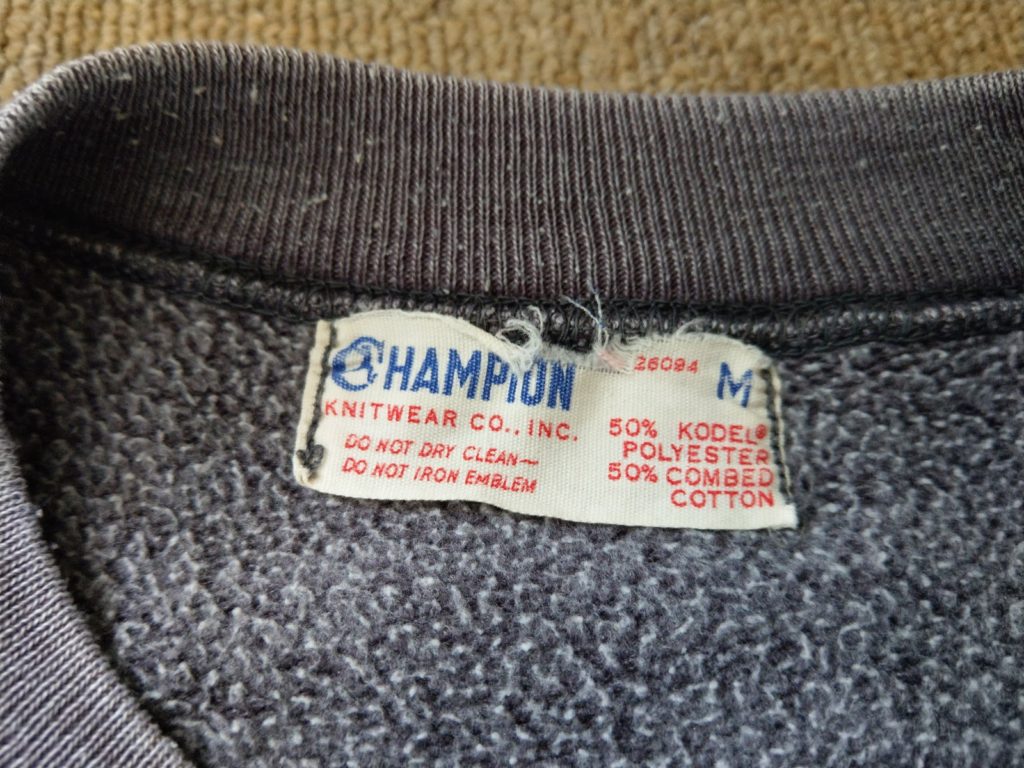 CHAMPION
KNITWEAR CO., INC.
DO NOT DRY CLEAN—
DO NOT IRON EMBLEM
26094
M
50% KODEL®
POLYESTER
50% COMBED
COTTON